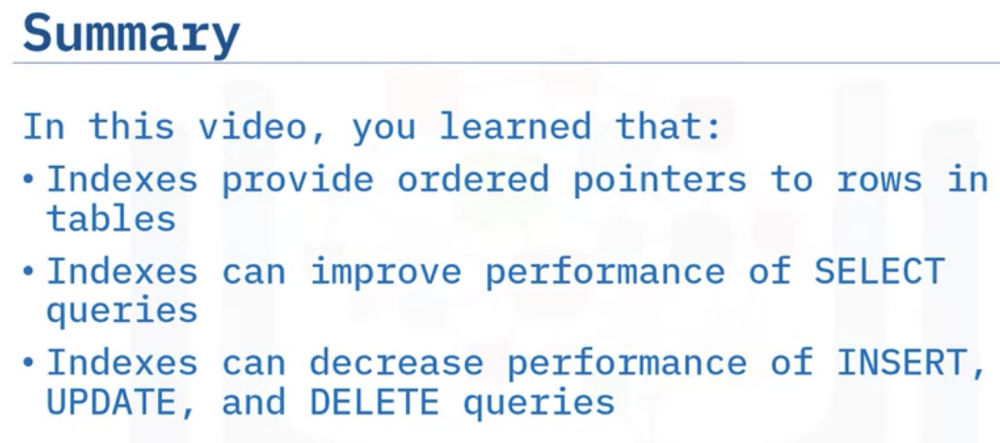 Summary
In this video, you learned that:
• Indexes provide ordered pointers to rows in
tables
• Indexes can improve performance of SELECT
queries
• Indexes can decrease performance of INSERT,
UPDATE, and DELETE queries